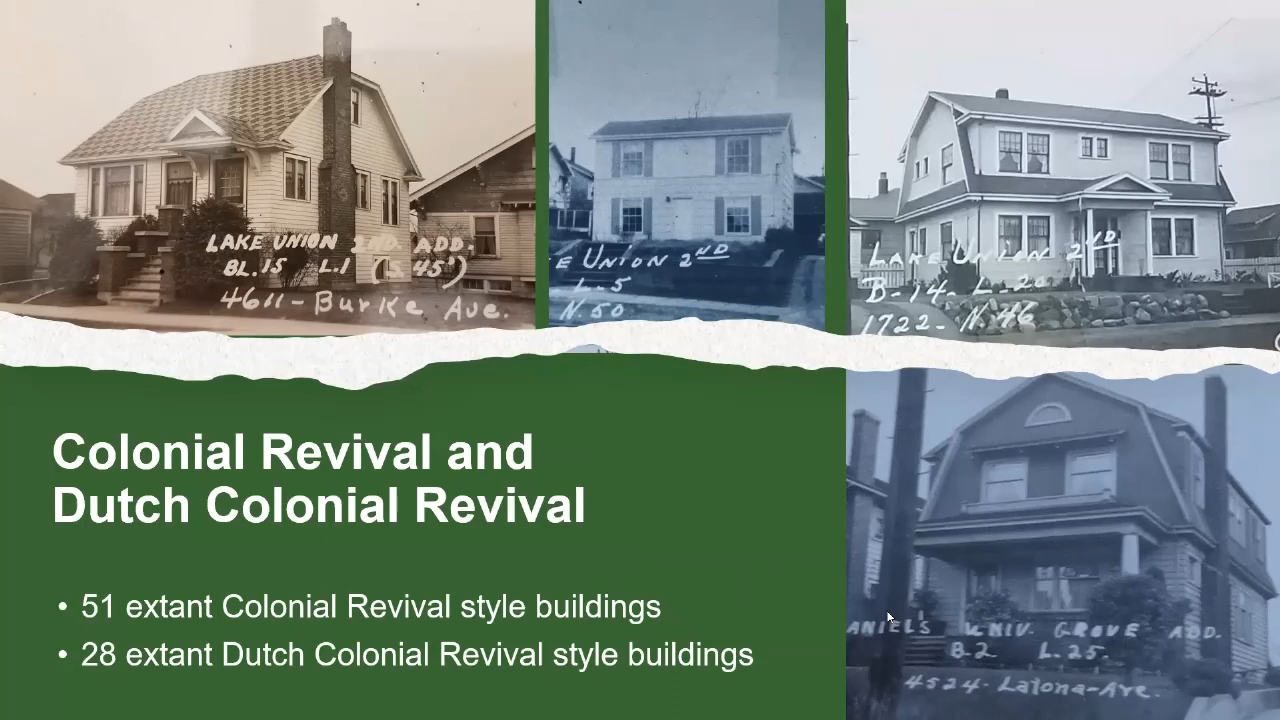 LAKE UNION 2ND. ADD.
BL.15 L.1 (S 45')
4611-Burke Ave.
E UNION 2ND
L-5
N.50
LAKE UNION 2ND
B-14 L-20
1722- N.46
Colonial Revival and
Dutch Colonial Revival
• 51 extant Colonial Revival style buildings
• 28 extant Dutch Colonial Revival style buildings
ANIEL'S UNIV. GROVE ADD.
B.2 L.25-
4524-Latona-Ave.